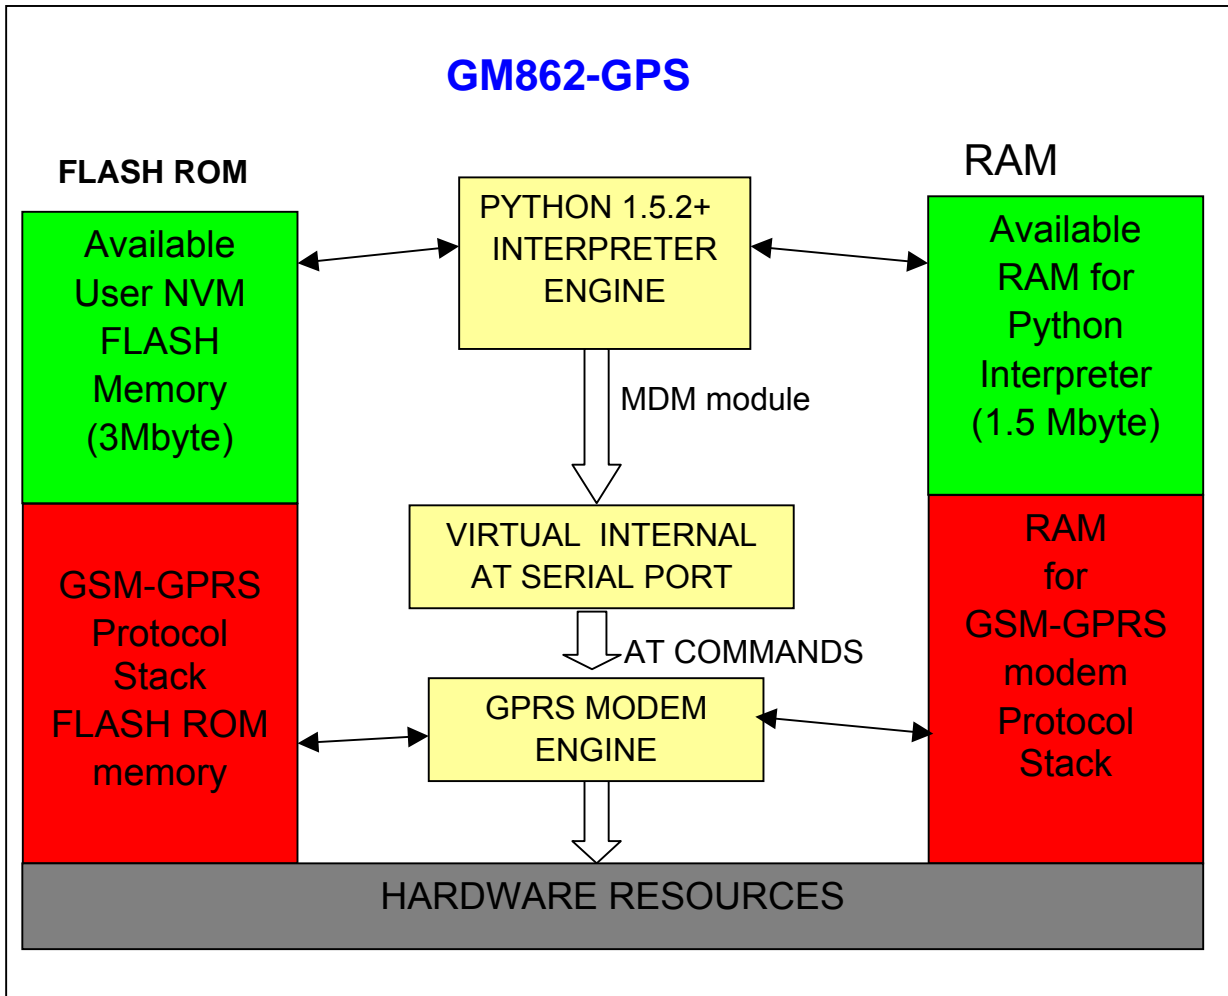 GM862-GPS
FLASH ROM
Available
User NVM
FLASH
Memory
(3Mbyte)
GSM-GPRS
Protocol
Stack
FLASH ROM
memory
PYTHON 1.5.2+
INTERPRETER
ENGINE
MDM module
VIRTUAL INTERNAL
AT SERIAL PORT
AT COMMANDS
GPRS MODEM
ENGINE
RAM
Available
RAM for
Python
Interpreter
(1.5 Mbyte)
RAM
for
GSM-GPRS
modem
Protocol
Stack
HARDWARE RESOURCES